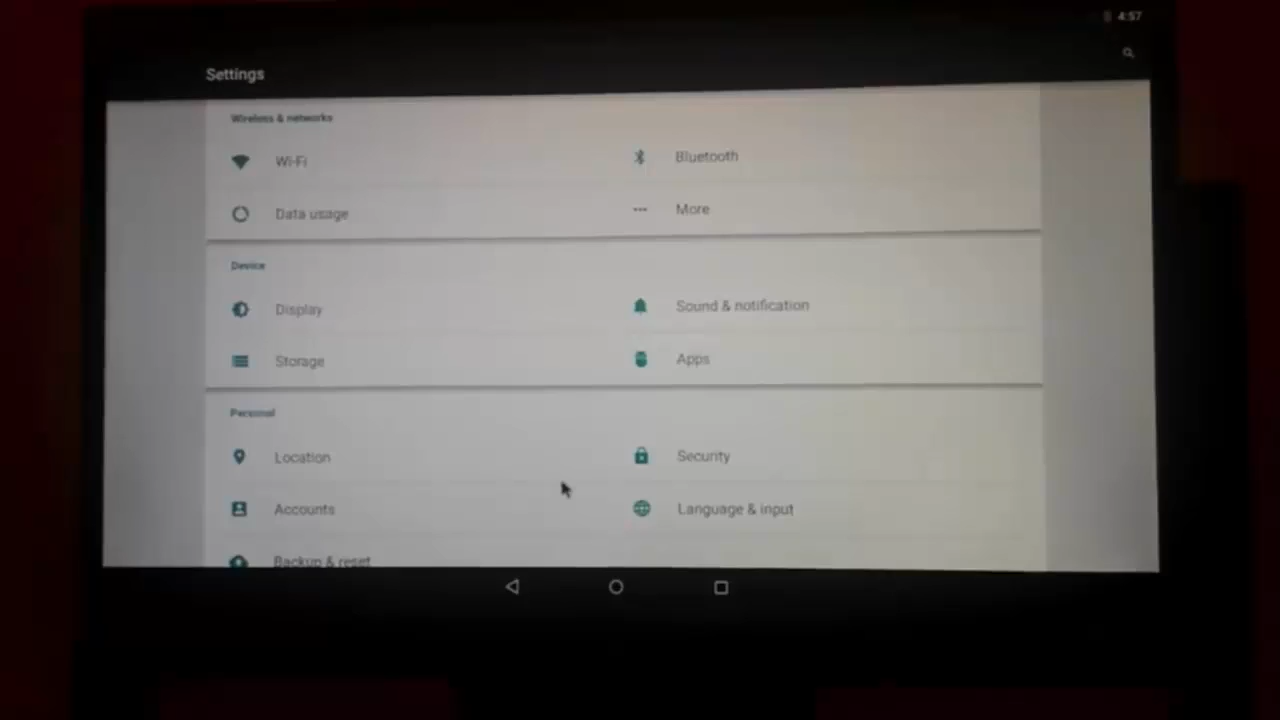 4:57
Settings
Wireless & networks
Wi-Fi
Bluetooth
Data usage
More
Device
Display
Sound & notification
Storage
Apps
Personal
Location
Security
Accounts
Language & input
Backup & reset